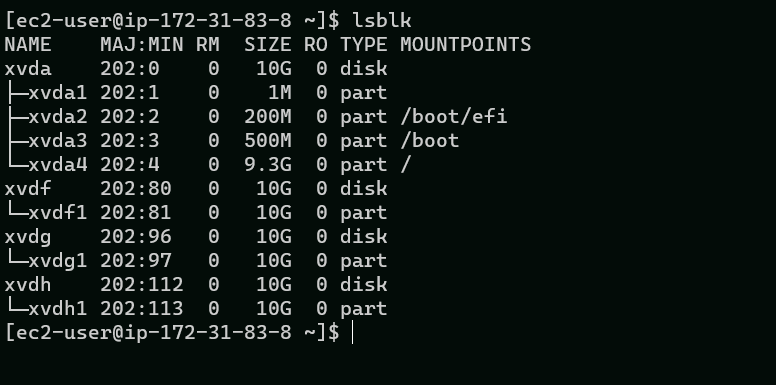 [ec2-user@ip-172-31-83-8 ~]$ lsblk
NAME    MAJ:MIN RM  SIZE RO TYPE MOUNTPOINTS
xvda    202:0    0   10G  0 disk
├─xvda1 202:1    0    1M  0 part
├─xvda2 202:2    0  200M  0 part /boot/efi
├─xvda3 202:3    0  500M  0 part /boot
└─xvda4 202:4    0  9.3G  0 part /
xvdf    202:80   0   10G  0 disk
└─xvdf1 202:81   0   10G  0 part
xvdg    202:96   0   10G  0 disk
└─xvdg1 202:97   0   10G  0 part
xvdh    202:112  0   10G  0 disk
└─xvdh1 202:113  0   10G  0 part
[ec2-user@ip-172-31-83-8 ~]$